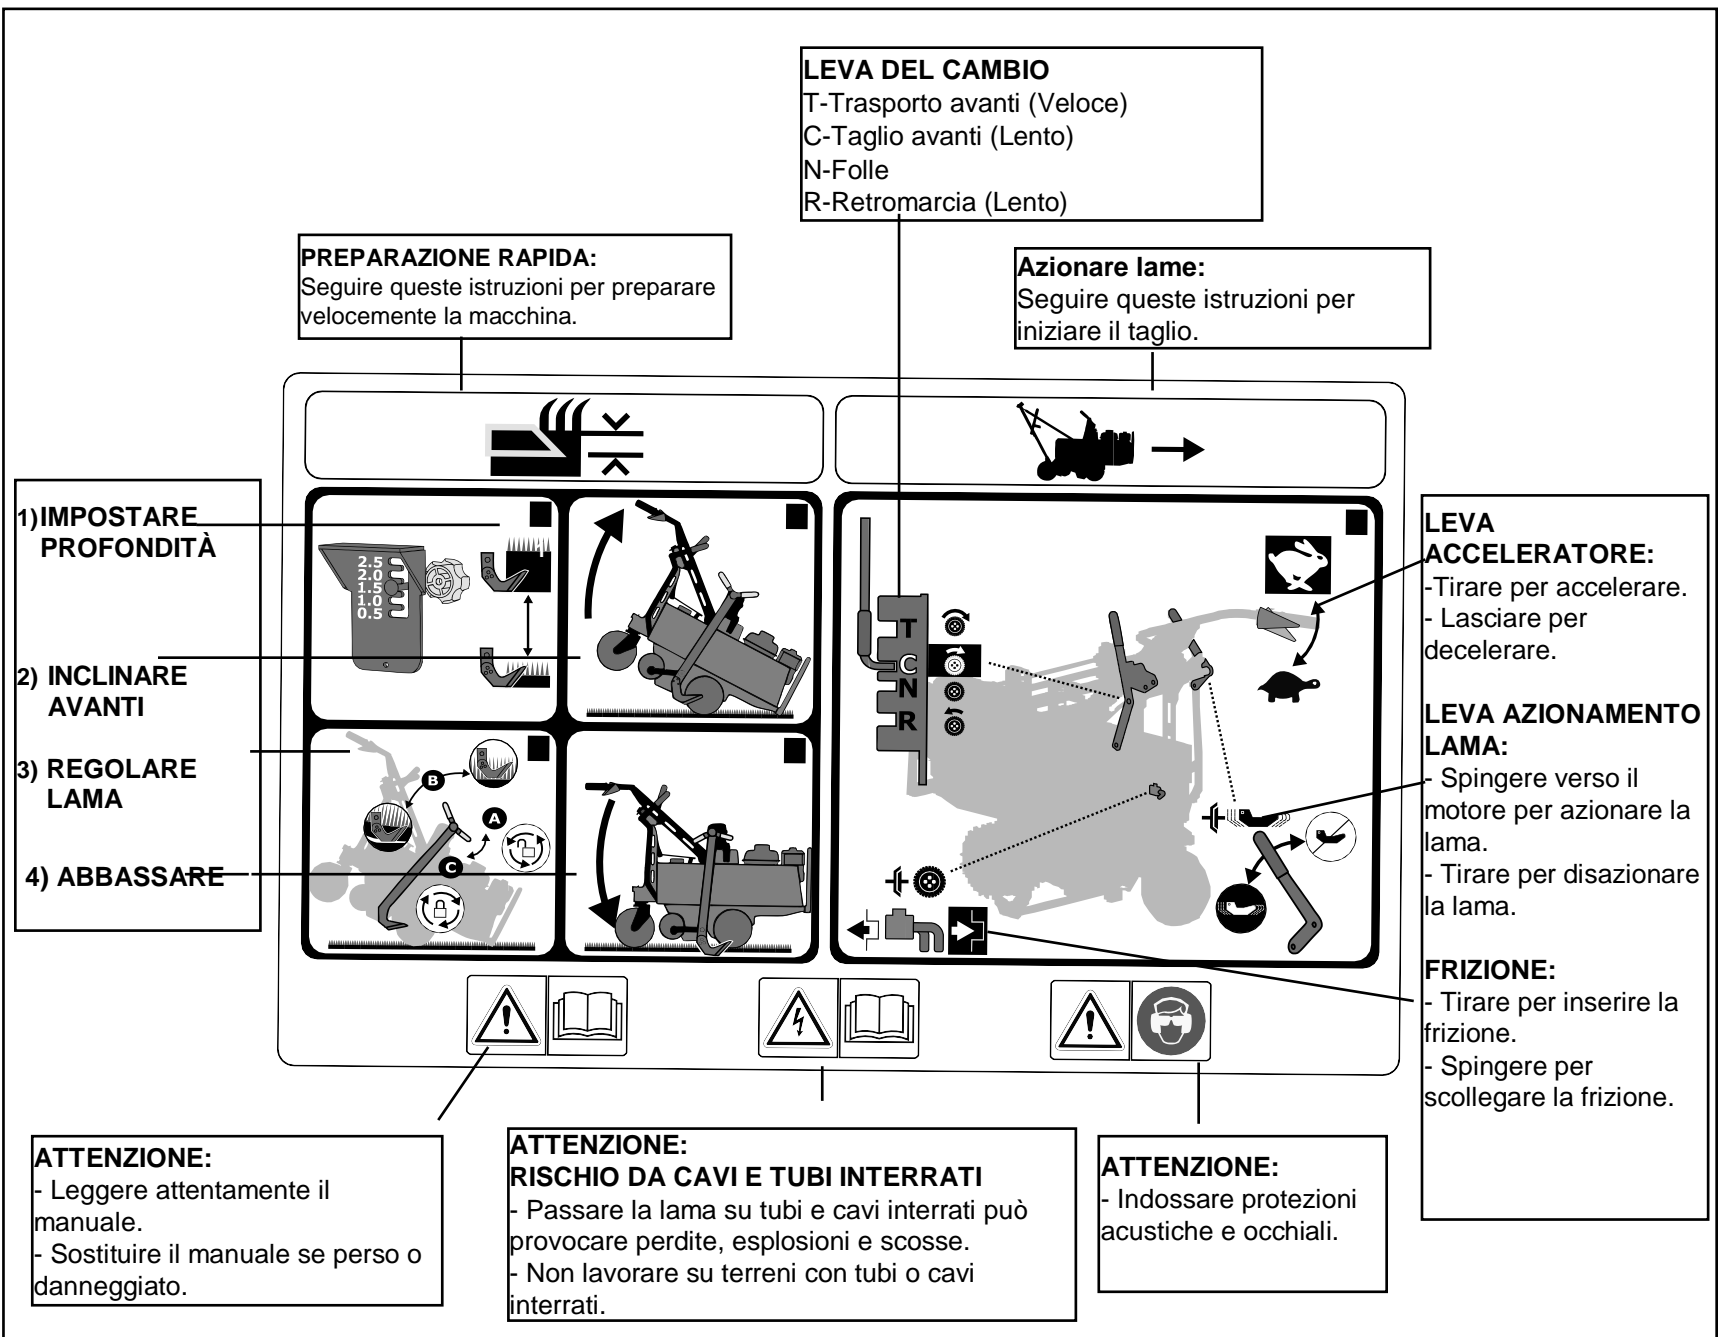 LEVA DEL CAMBIO
T-Trasporto avanti (Veloce)
C-Taglio avanti (Lento)
N-Folle
R-Retromarcia (Lento)
PREPARAZIONE RAPIDA:
Seguire queste istruzioni per preparare
velocemente la macchina.
Azionare lame:
Seguire queste istruzioni per
iniziare il taglio.
1) IMPOSTARE
PROFONDITÀ
2) INCLINARE
AVANTI
3) REGOLARE
LAMA
4) ABBASSARE
2.5
2.0
1.5
1.0
0.5
B
A
C
T
C
N
R
LEVA
ACCELERATORE:
-Tirare per accelerare.
- Lasciare per
decelerare.
LEVA AZIONAMENTO
LAMA:
- Spingere verso il
motore per azionare la
lama.
- Tirare per disazionare
la lama.
FRIZIONE:
- Tirare per inserire la
frizione.
- Spingere per
scollegare la frizione.
ATTENZIONE:
- Leggere attentamente il
manuale.
- Sostituire il manuale se perso o
danneggiato.
ATTENZIONE:
RISCHIO DA CAVI E TUBI INTERRATI
- Passare la lama su tubi e cavi interrati può
provocare perdite, esplosioni e scosse.
- Non lavorare su terreni con tubi o cavi
interrati.
ATTENZIONE:
- Indossare protezioni
acustiche e occhiali.